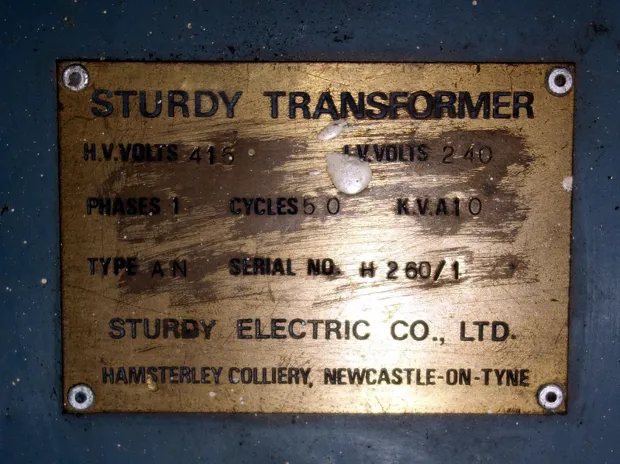 STURDY TRANSFORMER
H.V.VOLTS 415 L.V.VOLTS 240
PHASES 1 CYCLES 50 K.V.A 10
TYPE AN SERIAL NO. H 260/1
STURDY ELECTRIC CO., LTD.
HAMSTERLEY COLLIERY, NEWCASTLE-ON-TYNE